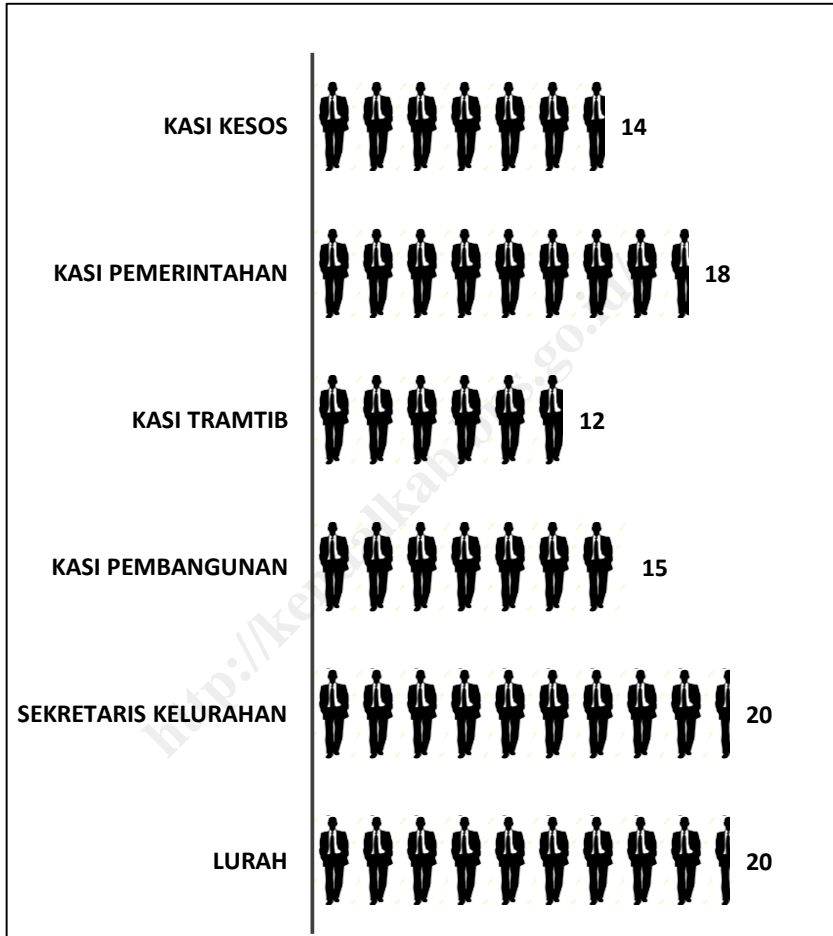 KASI KESOS 14
KASI PEMERINTAHAN 18
KASI TRAMTIB 12
KASI PEMBANGUNAN 15
SEKRETARIS KELURAHAN 20
LURAH 20